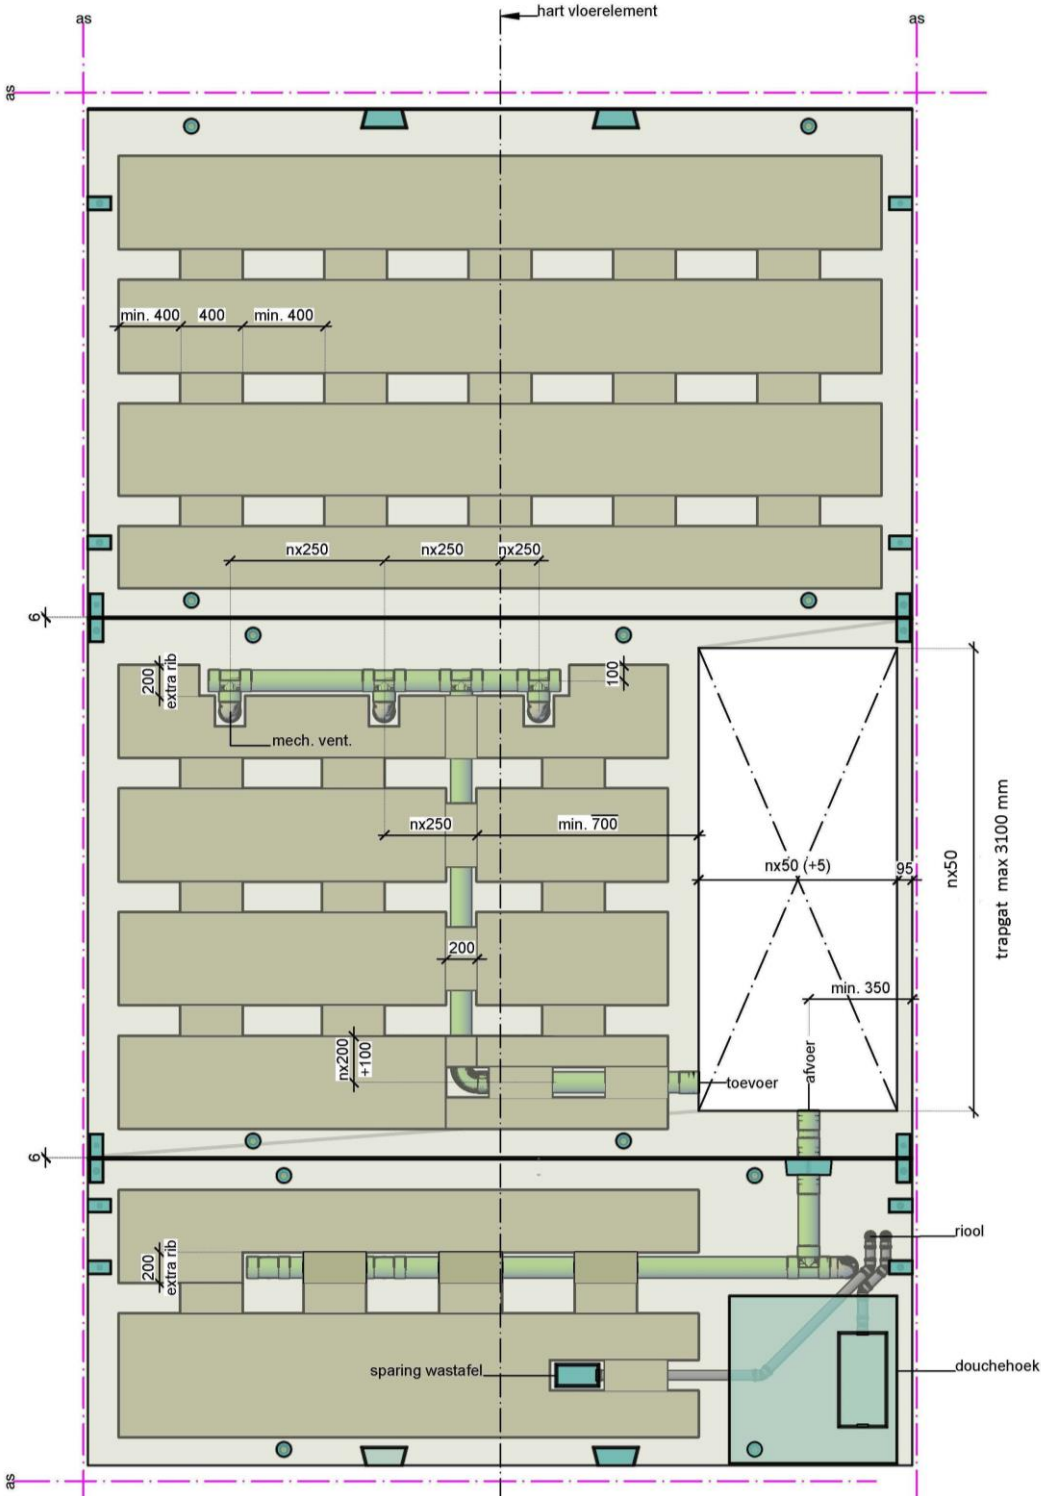 hart vloerelement
as
as
as
min. 400
400
min. 400
nx250
nx250
nx250
6
200
extra rib
100
mech. vent.
nx250
min. 700
nx50 (+5)
95
nx50
trapgat max 3100 mm
200
min. 350
nx200
+100
toevoer
afvoer
6
riool
200
extra rib
sparing wastafel
douchehoek
as